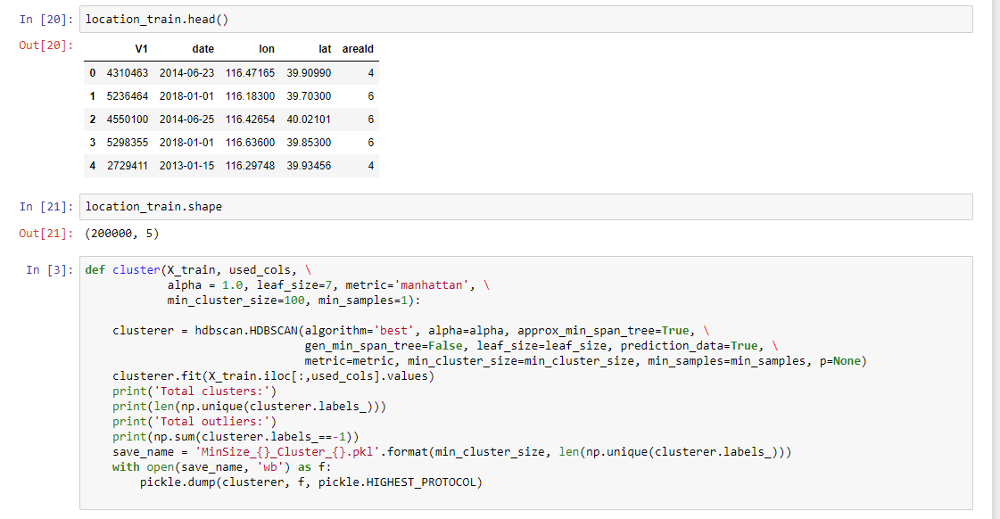 In [20]: location_train.head()
Out[20]:
V1 date lon lat areaId
0 4310463 2014-06-23 116.47165 39.90990 4
1 5236464 2018-01-01 116.18300 39.70300 6
2 4550100 2014-06-25 116.42654 40.02101 6
3 5298355 2018-01-01 116.63600 39.85300 6
4 2729411 2013-01-15 116.29748 39.93456 4
In [21]: location_train.shape
Out[21]: (200000, 5)
In [3]: def cluster(X_train, used_cols, \
            alpha = 1.0, leaf_size=7, metric='manhattan', \
            min_cluster_size=100, min_samples=1):
    clusterer = hdbscan.HDBSCAN(algorithm='best', alpha=alpha, approx_min_span_tree=True, \
                                gen_min_span_tree=False, leaf_size=leaf_size, prediction_data=True, \
                                metric=metric, min_cluster_size=min_cluster_size, min_samples=min_samples, p=None)
    clusterer.fit(X_train.iloc[:,used_cols].values)
    print('Total clusters:')
    print(len(np.unique(clusterer.labels_)))
    print('Total outliers:')
    print(np.sum(clusterer.labels_==-1))
    save_name = 'MinSize_{}_Cluster_{}.pkl'.format(min_cluster_size, len(np.unique(clusterer.labels_)))
    with open(save_name, 'wb') as f:
        pickle.dump(clusterer, f, pickle.HIGHEST_PROTOCOL)